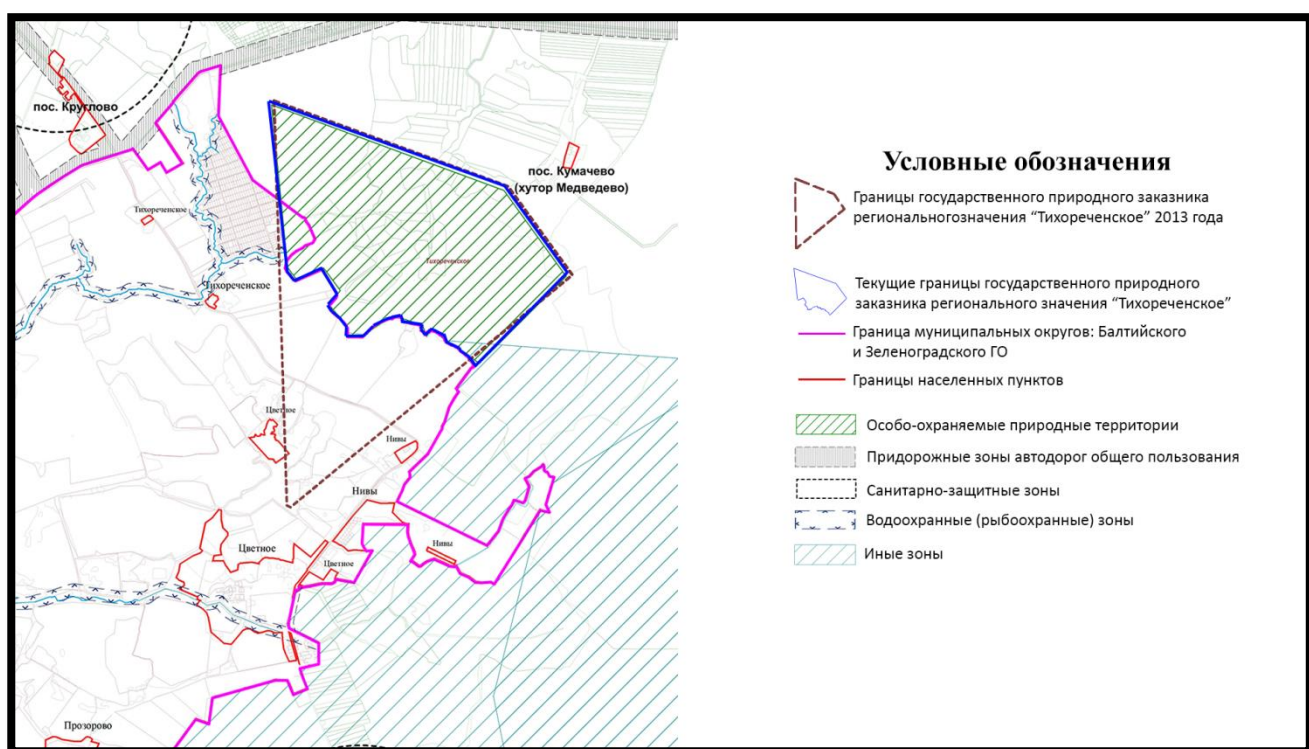 пос. Круглово
пос. Кумачево
(хутор Медведево)
Тихореченское
Тихореченское
Тихореченское
Цветное
Нивы
Нивы
Цветное
Нивы
Цветное
Прозорово
Условные обозначения
Границы государственного природного заказника
региональногозначения “Тихореченское” 2013 года
Текущие границы государственного природного
заказника регионального значения “Тихореченское”
Граница муниципальных округов: Балтийского
и Зеленоградского ГО
Границы населенных пунктов
Особо-охраняемые природные территории
Придорожные зоны автодорог общего пользования
Санитарно-защитные зоны
Водоохранные (рыбоохранные) зоны
Иные зоны